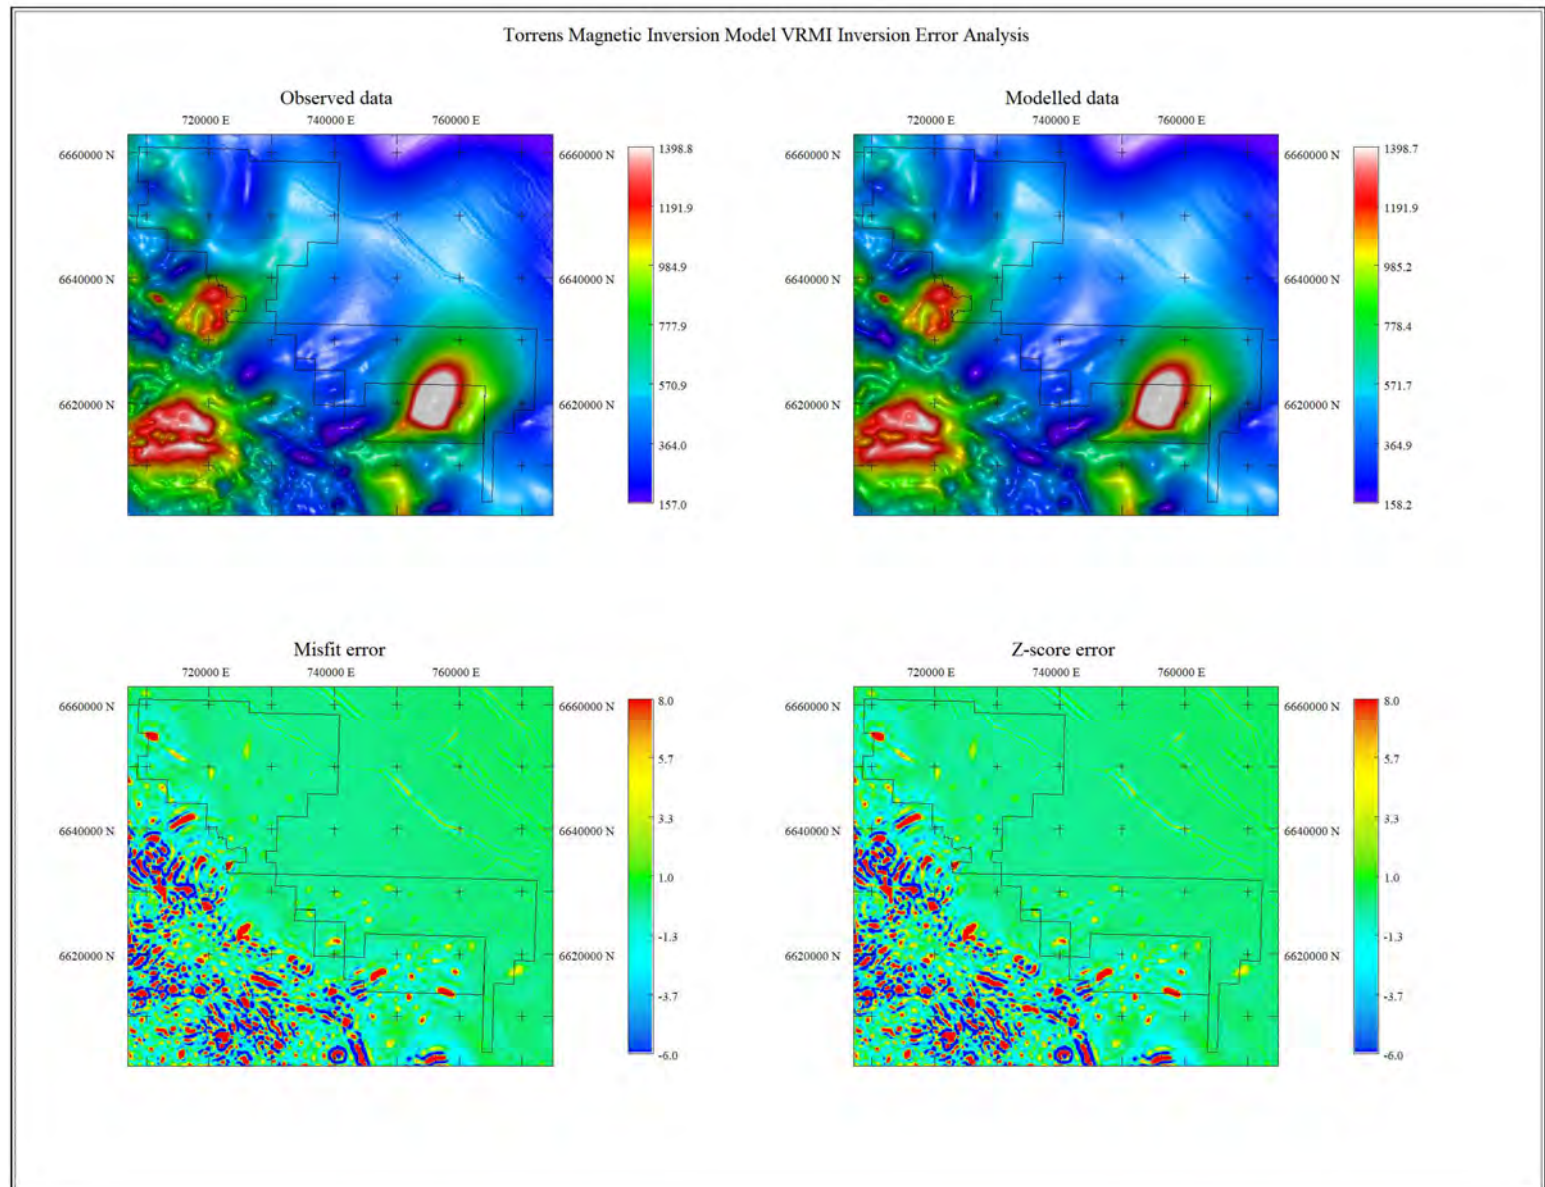 Torrens Magnetic Inversion Model VRMI Inversion Error Analysis
Observed data
Modelled data
720000 E 740000 E 760000 E
720000 E 740000 E 760000 E
6660000 N 6660000 N 1398.8
6660000 N 6660000 N 1398.7
1191.9
1191.9
6640000 N 6640000 N 984.9
6640000 N 6640000 N 985.2
777.9
778.4
570.9
571.7
6620000 N 6620000 N
6620000 N 6620000 N
364.0
364.9
157.0
158.2
Misfit error
Z-score error
720000 E 740000 E 760000 E
720000 E 740000 E 760000 E
6660000 N 6660000 N 8.0
6660000 N 6660000 N 8.0
5.7
5.7
6640000 N 6640000 N 3.3
6640000 N 6640000 N 3.3
1.0
1.0
-1.3
-1.3
6620000 N 6620000 N
6620000 N 6620000 N
-3.7
-3.7
-6.0
-6.0